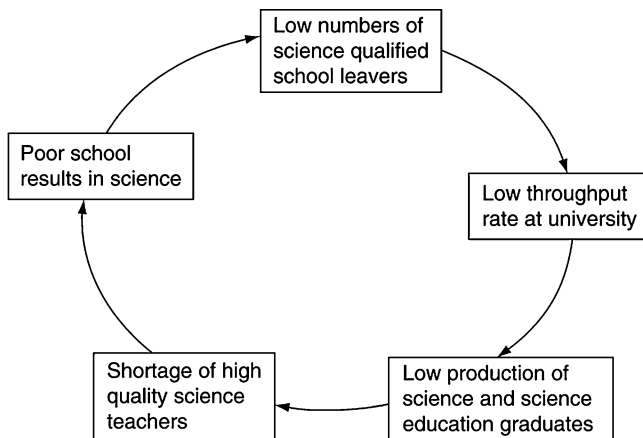 Low numbers of
science qualified
school leavers
Poor school
results in science
Low throughput
rate at university
Shortage of high
quality science
teachers
Low production of
science and science
education graduates